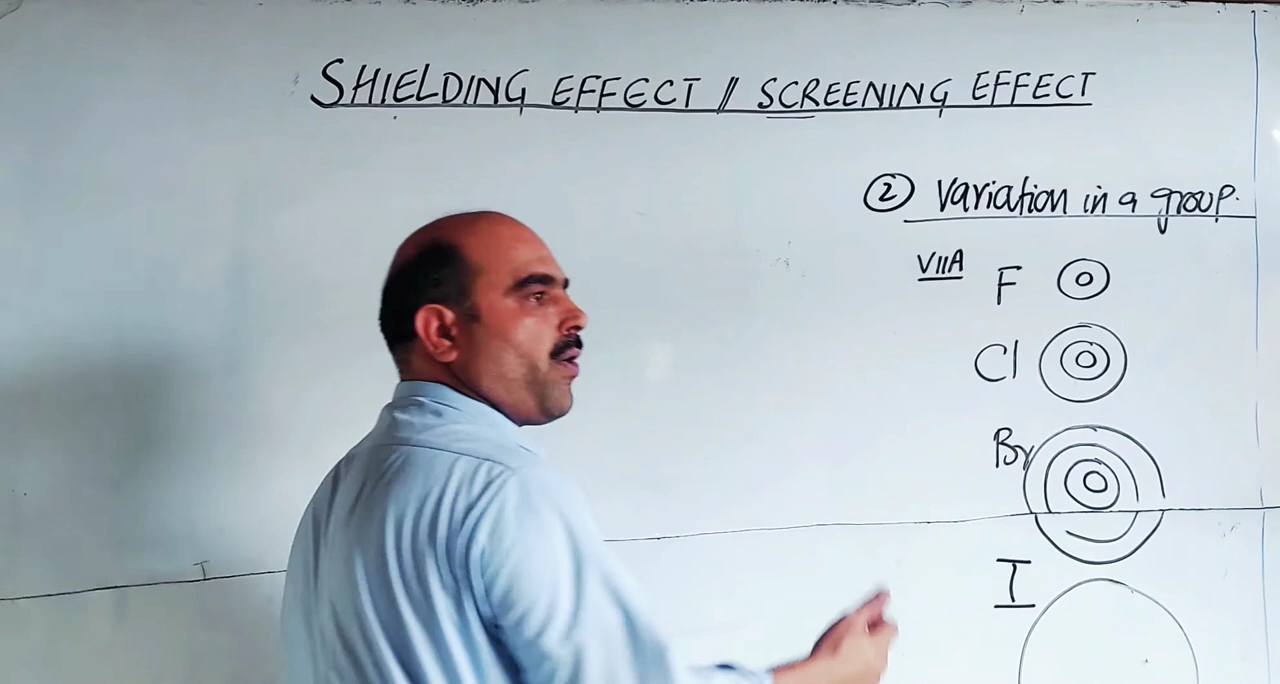 SHIELDING EFFECT // SCREENING EFFECT
② Variation in a group.
VIIA F
Cl
Br
I